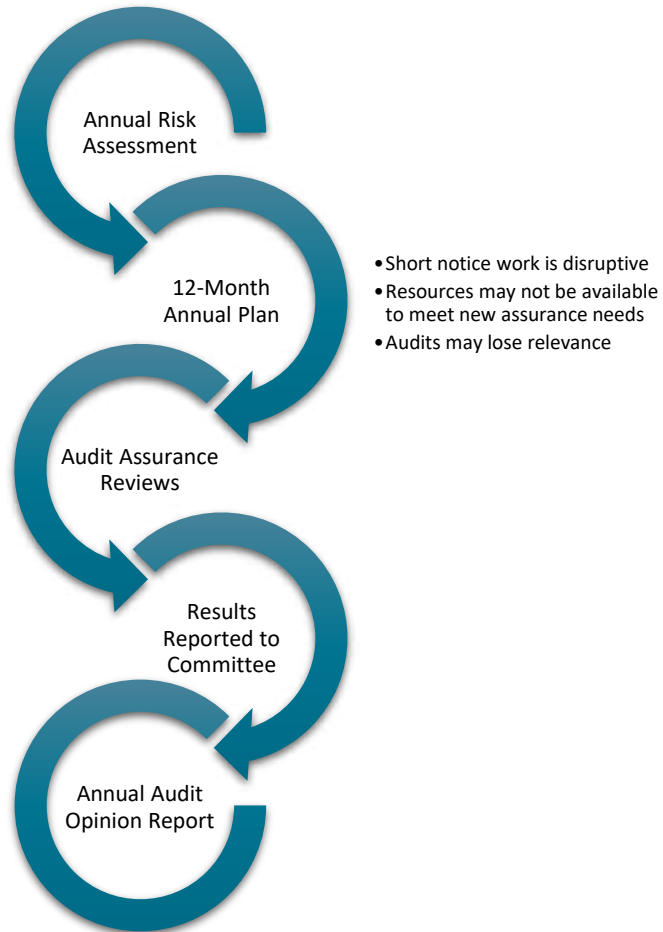 Annual Risk
Assessment
12-Month
Annual Plan
•Short notice work is disruptive
•Resources may not be available
to meet new assurance needs
•Audits may lose relevance
Audit Assurance
Reviews
Results
Reported to
Committee
Annual Audit
Opinion Report